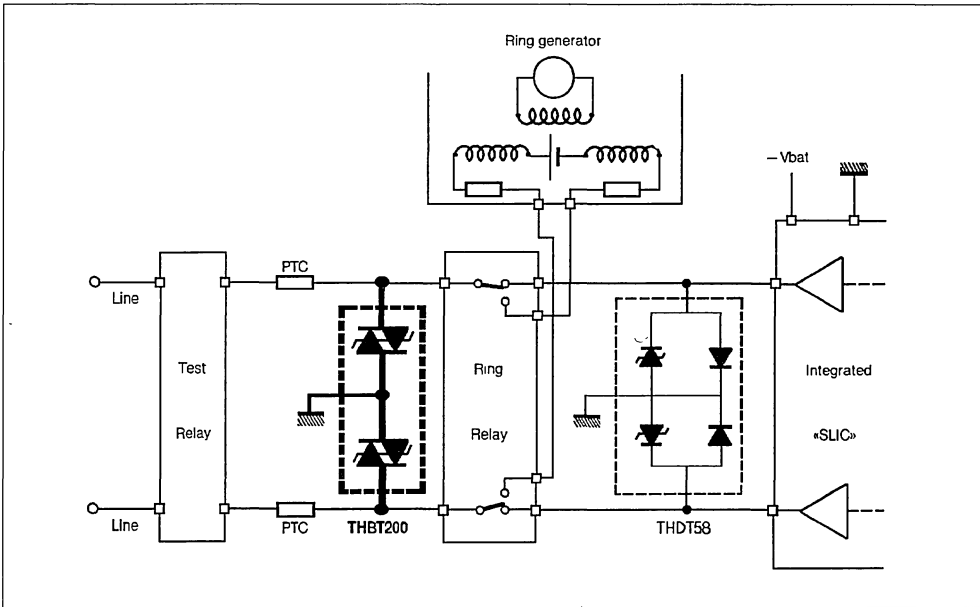 Ring generator
−Vbat
PTC
Line
Test
Relay
Ring
Relay
Integrated
«SLIC»
Line
PTC
THBT200
THDT58